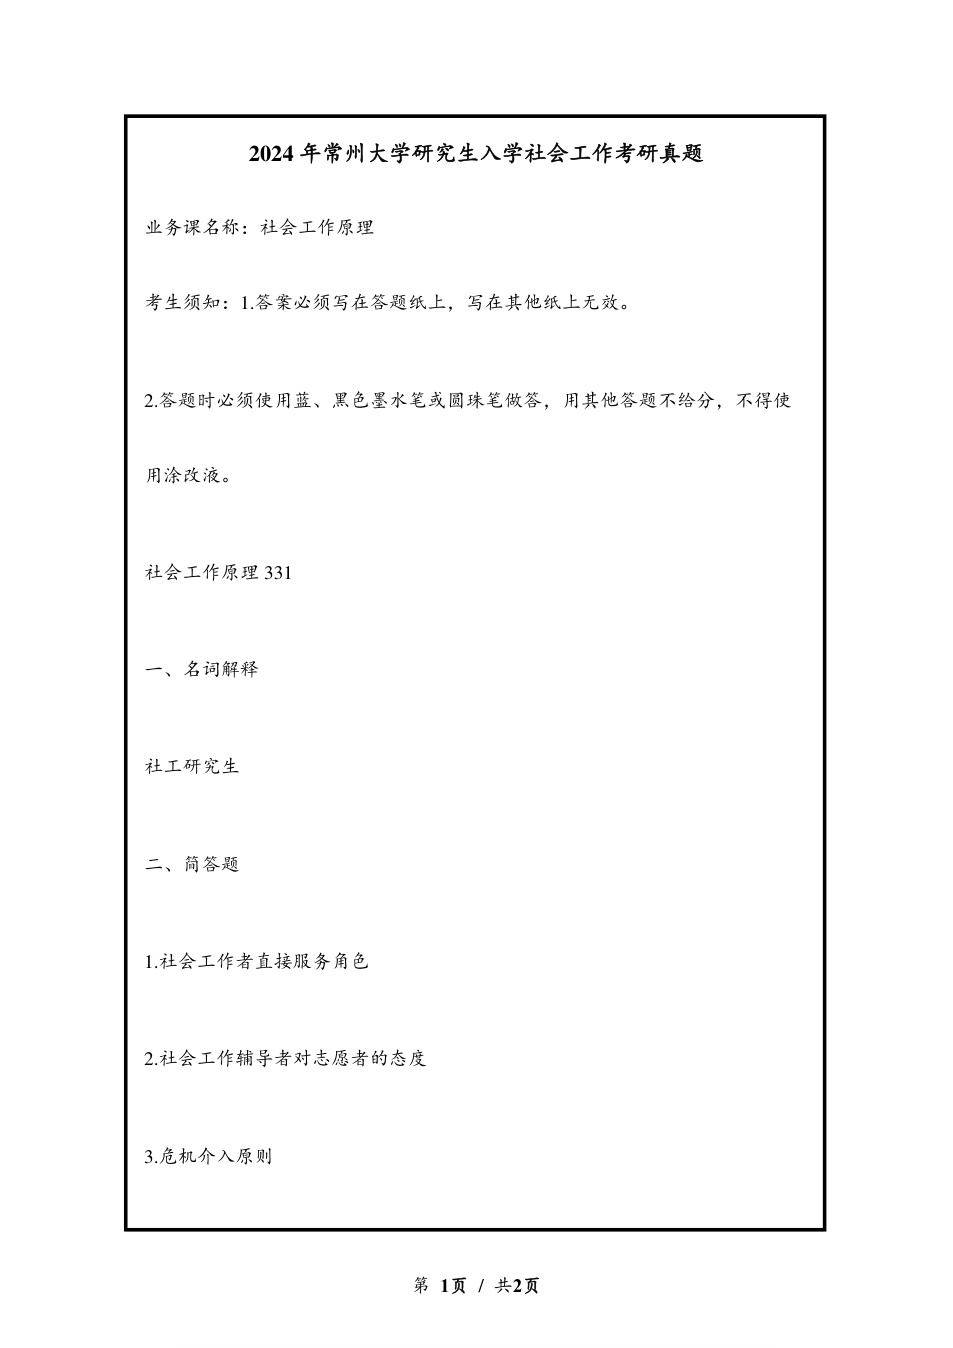 2024 年常州大学研究生入学社会工作考研真题
业务课名称：社会工作原理
考生须知：1.答案必须写在答题纸上，写在其他纸上无效。
2.答题时必须使用蓝、黑色墨水笔或圆珠笔做答，用其他答题不给分，不得使
用涂改液。
社会工作原理 331
一、名词解释
社工研究生
二、简答题
1.社会工作者直接服务角色
2.社会工作辅导者对志愿者的态度
3.危机介入原则
第 1页 / 共2页